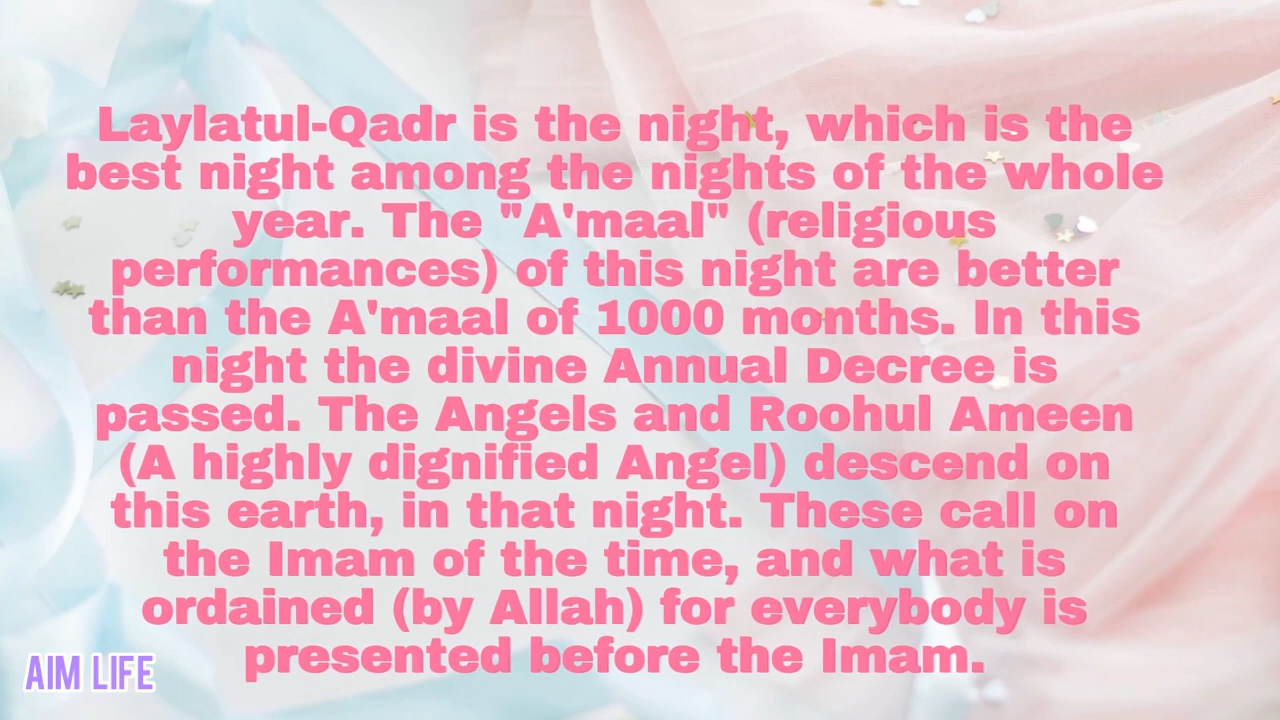 Laylatul-Qadr is the night, which is the
best night among the nights of the whole
year. The "A'maal" (religious
performances) of this night are better
than the A'maal of 1000 months. In this
night the divine Annual Decree is
passed. The Angels and Roohul Ameen
(A highly dignified Angel) descend on
this earth, in that night. These call on
the Imam of the time, and what is
ordained (by Allah) for everybody is
presented before the Imam.
AIM LIFE